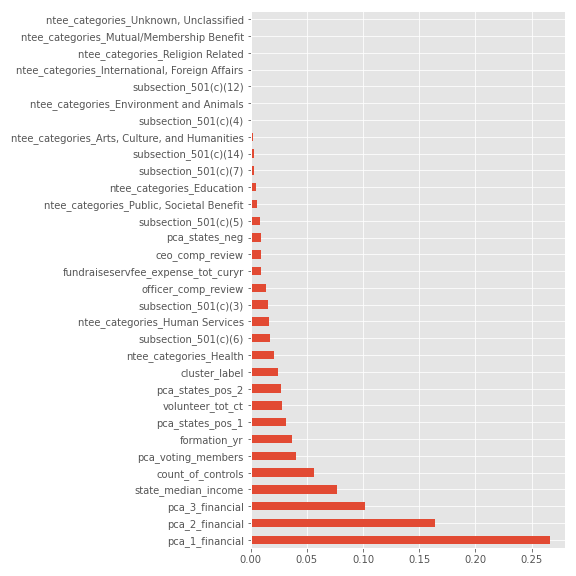 ntee_categories_Unknown, Unclassified
ntee_categories_Mutual/Membership Benefit
ntee_categories_Religion Related
ntee_categories_International, Foreign Affairs
subsection_501(c)(12)
ntee_categories_Environment and Animals
subsection_501(c)(4)
ntee_categories_Arts, Culture, and Humanities
subsection_501(c)(14)
subsection_501(c)(7)
ntee_categories_Education
ntee_categories_Public, Societal Benefit
subsection_501(c)(5)
pca_states_neg
ceo_comp_review
fundraiseservfee_expense_tot_curyr
officer_comp_review
subsection_501(c)(3)
ntee_categories_Human Services
subsection_501(c)(6)
ntee_categories_Health
cluster_label
pca_states_pos_2
volunteer_tot_ct
pca_states_pos_1
formation_yr
pca_voting_members
count_of_controls
state_median_income
pca_3_financial
pca_2_financial
pca_1_financial
0.00 0.05 0.10 0.15 0.20 0.25